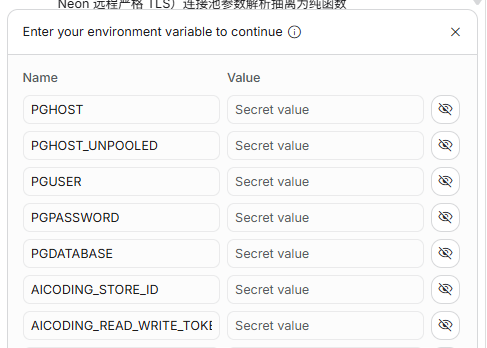 Neon 远程严格 TLS）连接池参数解析抽离为纯函数
Enter your environment variable to continue
Name Value
PGHOST Secret value
PGHOST_UNPOOLED Secret value
PGUSER Secret value
PGPASSWORD Secret value
PGDATABASE Secret value
AICODING_STORE_ID Secret value
AICODING_READ_WRITE_TOKE Secret value